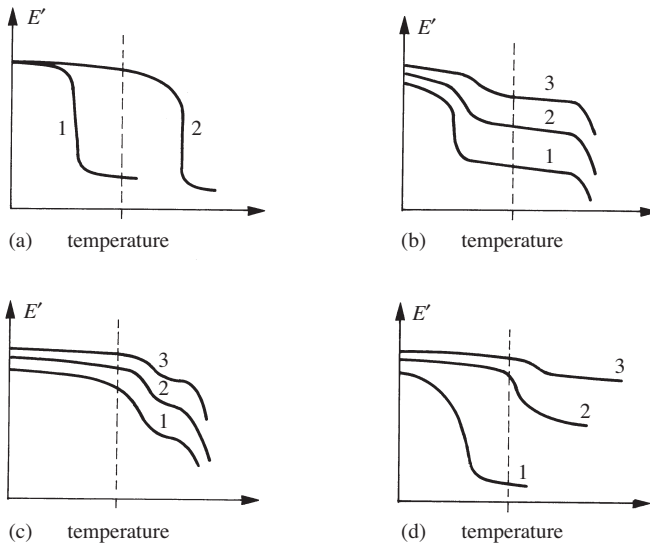 E′
1
2
(a) temperature
E′
3
2
1
(b) temperature
E′
3
2
1
(c) temperature
E′
3
2
1
(d) temperature